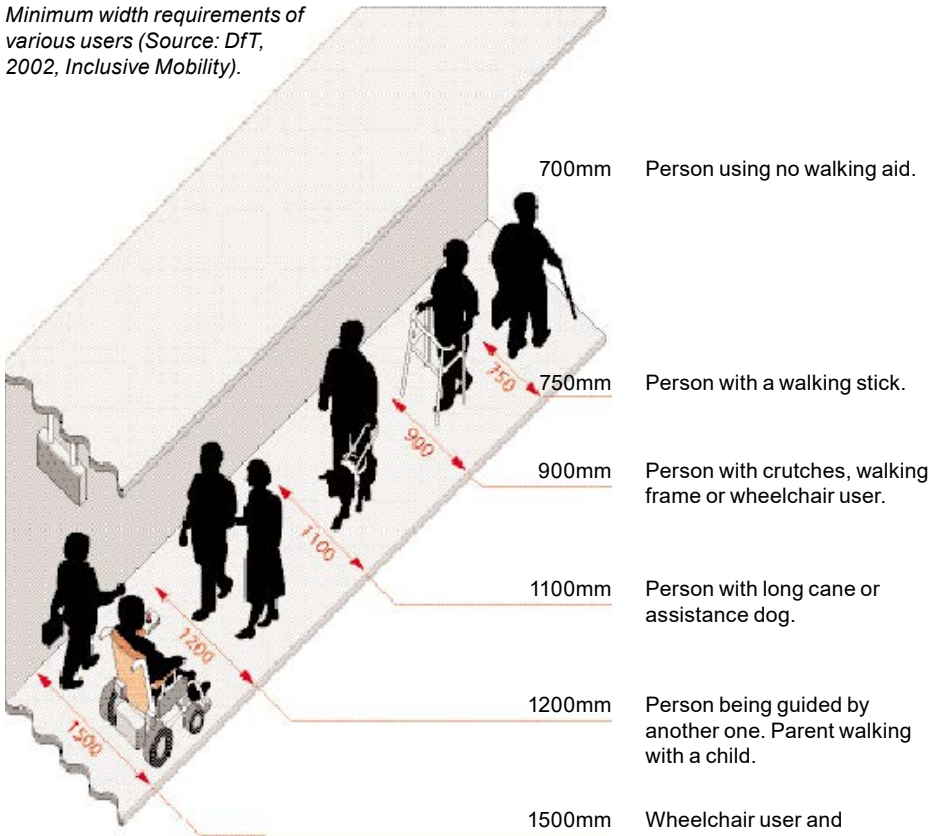 Minimum width requirements of
various users (Source: DfT,
2002, Inclusive Mobility).
700mm Person using no walking aid.
750
750mm Person with a walking stick.
900
900mm Person with crutches, walking
frame or wheelchair user.
1100
1100mm Person with long cane or
assistance dog.
1200
1200mm Person being guided by
another one. Parent walking
with a child.
1500
1500mm Wheelchair user and